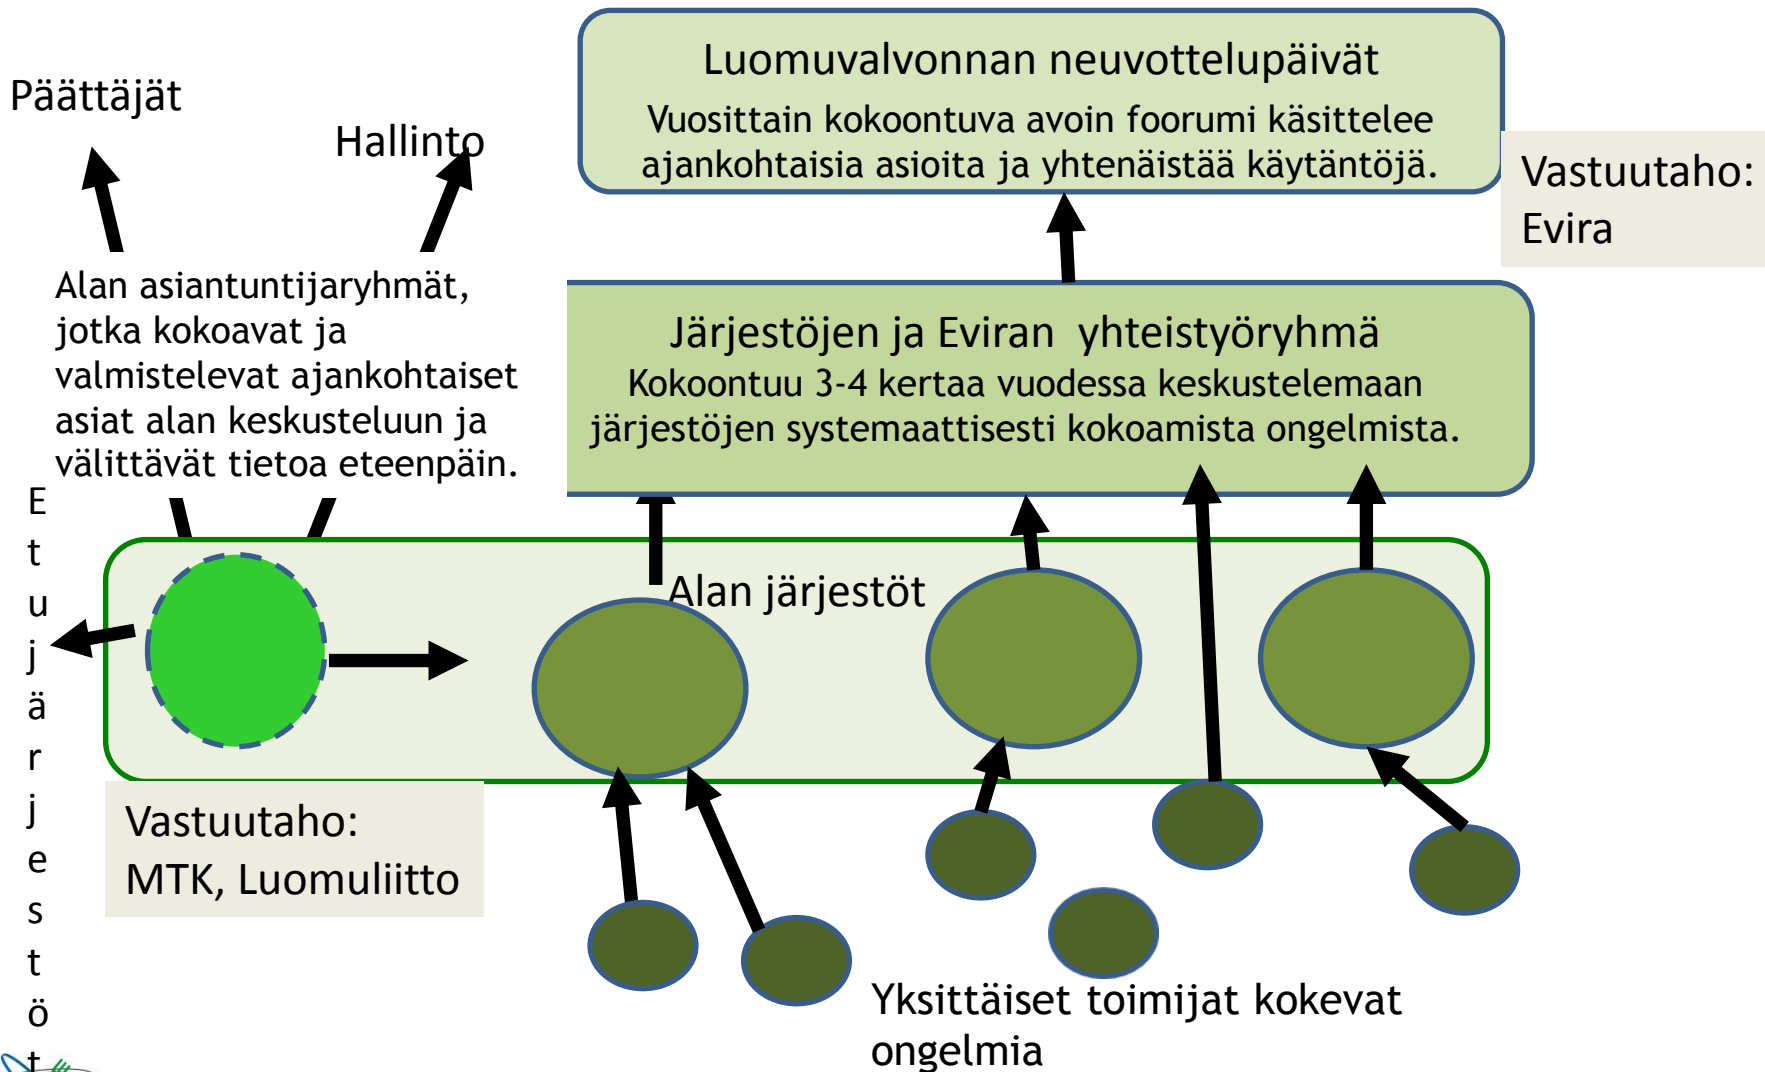 Luomuvalvonnan neuvottelupäivät
Vuosittain kokoontuva avoin foorumi käsittelee
ajankohtaisia asioita ja yhtenäistää käytäntöjä.
Päättäjät
Hallinto
Vastuutaho:
Evira
Alan asiantuntijaryhmät,
jotka kokoavat ja
valmistelevat ajankohtaiset
asiat alan keskusteluun ja
välittävät tietoa eteenpäin.
Järjestöjen ja Eviran  yhteistyöryhmä
Kokoontuu 3-4 kertaa vuodessa keskustelemaan
järjestöjen systemaattisesti kokoamista ongelmista.
E
t
u
j
ä
r
j
e
s
t
ö
t
Alan järjestöt
Vastuutaho:
MTK, Luomuliitto
Yksittäiset toimijat kokevat
ongelmia